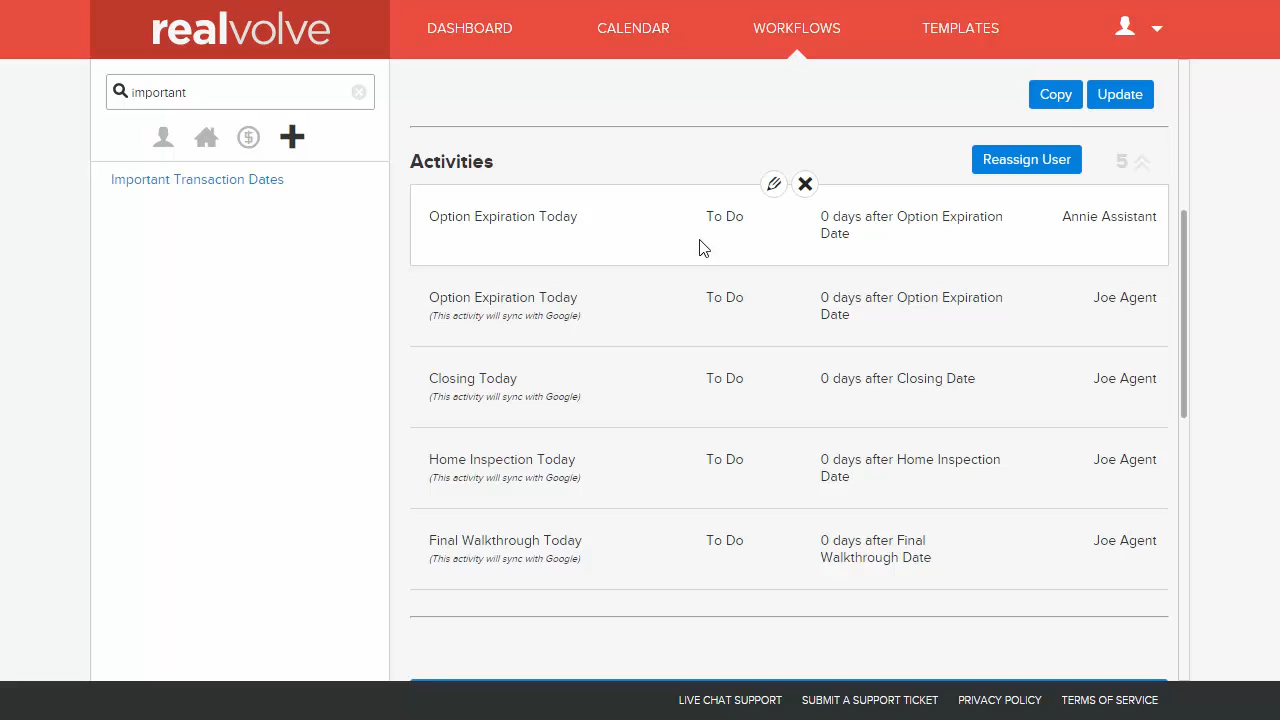 realvolve
DASHBOARD
CALENDAR
WORKFLOWS
TEMPLATES
important
Important Transaction Dates
Copy
Update
Activities
Reassign User
5
Option Expiration Today
To Do
0 days after Option Expiration
Date
Annie Assistant
Option Expiration Today
(This activity will sync with Google)
To Do
0 days after Option Expiration
Date
Joe Agent
Closing Today
(This activity will sync with Google)
To Do
0 days after Closing Date
Joe Agent
Home Inspection Today
(This activity will sync with Google)
To Do
0 days after Home Inspection
Date
Joe Agent
Final Walkthrough Today
(This activity will sync with Google)
To Do
0 days after Final
Walkthrough Date
Joe Agent
LIVE CHAT SUPPORT
SUBMIT A SUPPORT TICKET
PRIVACY POLICY
TERMS OF SERVICE